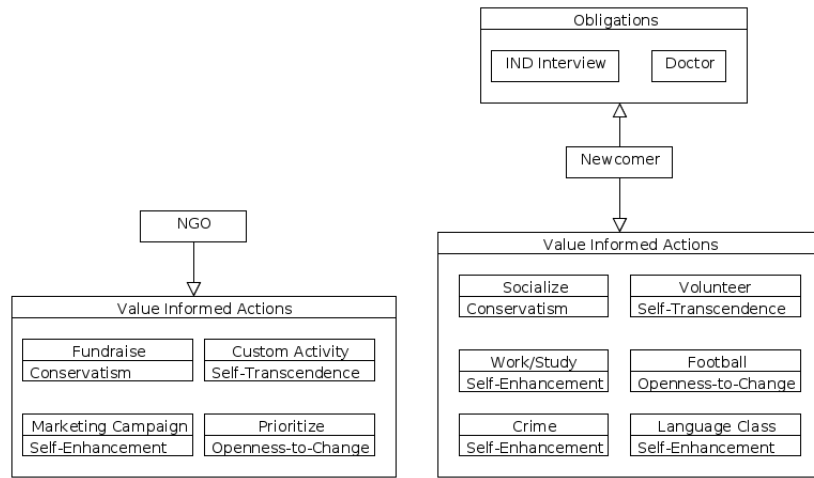 Obligations
IND Interview
Doctor
Newcomer
NGO
Value Informed Actions
Fundraise
Conservatism
Custom Activity
Self-Transcendence
Marketing Campaign
Self-Enhancement
Prioritize
Openness-to-Change
Value Informed Actions
Socialize
Conservatism
Volunteer
Self-Transcendence
Work/Study
Self-Enhancement
Football
Openness-to-Change
Crime
Self-Enhancement
Language Class
Self-Enhancement